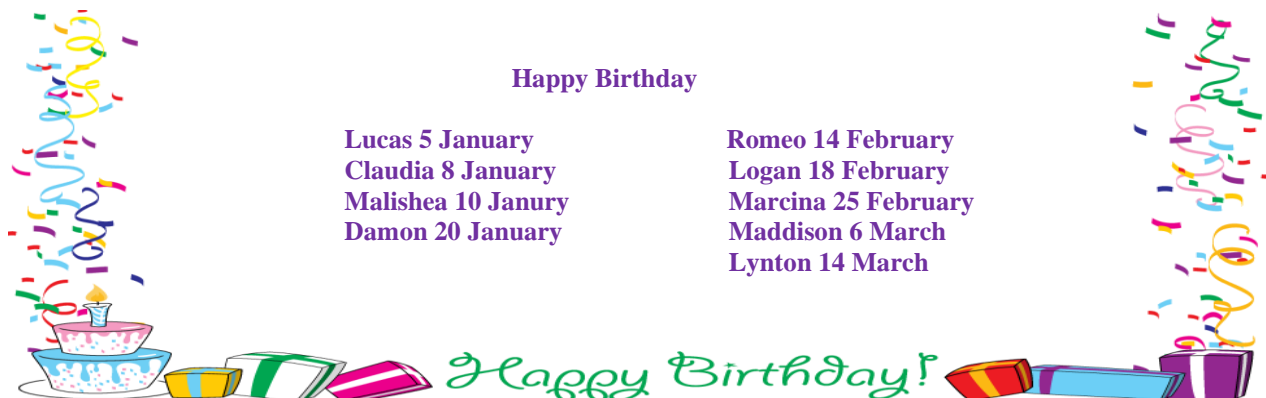 Happy Birthday
Lucas 5 January
Claudia 8 January
Malishea 10 Janury
Damon 20 January
Romeo 14 February
Logan 18 February
Marcina 25 February
Maddison 6 March
Lynton 14 March
Happy Birthday!